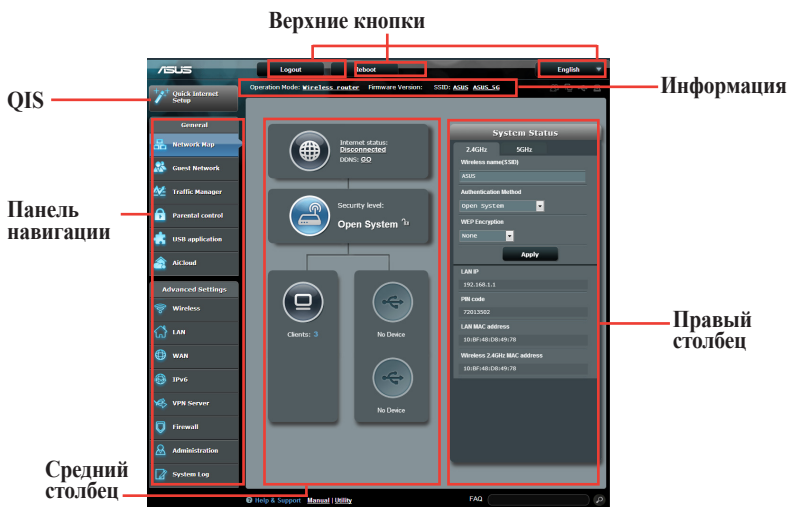 Верхние кнопки
ASUS
Logout
Reboot
English
QIS
Quick Internet
Setup
Operation Mode: Wireless router Firmware Version: SSID: ASUS ASUS_5G
Информация
Панель
навигации
General
Network Map
Guest Network
Traffic Manager
Parental control
USB application
AiCloud
Advanced Settings
Wireless
LAN
WAN
IPv6
VPN Server
Firewall
Administration
System Log
Internet status:
Disconnected
DDNS: GO
Security level:
Open System
Clients: 3
No Device
No Device
System Status
2.4GHz 5GHz
Wireless name(SSID)
ASUS
Authentication Method
Open System
WEP Encryption
None
Apply
LAN IP
192.168.1.1
PIN code
72013502
LAN MAC address
10:BF:48:D8:49:78
Wireless 2.4GHz MAC address
10:BF:48:D8:49:78
Правый
столбец
Средний
столбец
Help & Support Manual | Utility
FAQ